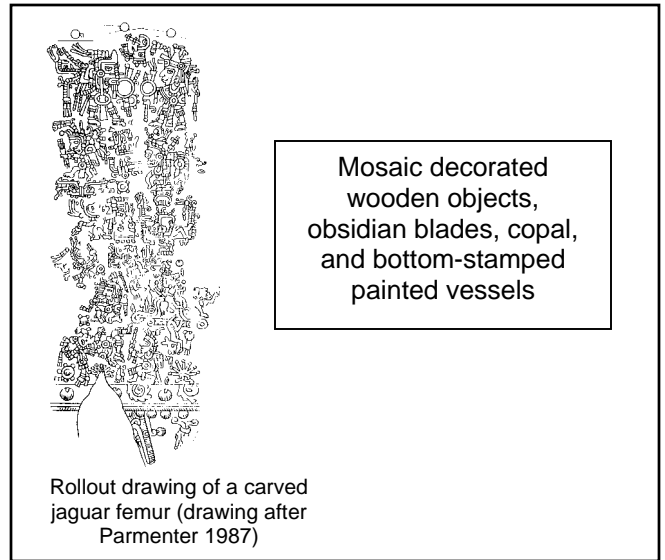 Mosaic decorated
wooden objects,
obsidian blades, copal,
and bottom-stamped
painted vessels
Rollout drawing of a carved
jaguar femur (drawing after
Parmenter 1987)